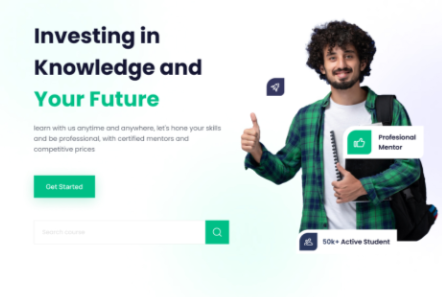 Investing in
Knowledge and
Your Future
learn with us anytime and anywhere, let's hone your skills
and be professional, with certified mentors and
competitive prices
Get Started
Search course
Profesional
Mentor
50k+ Active Student